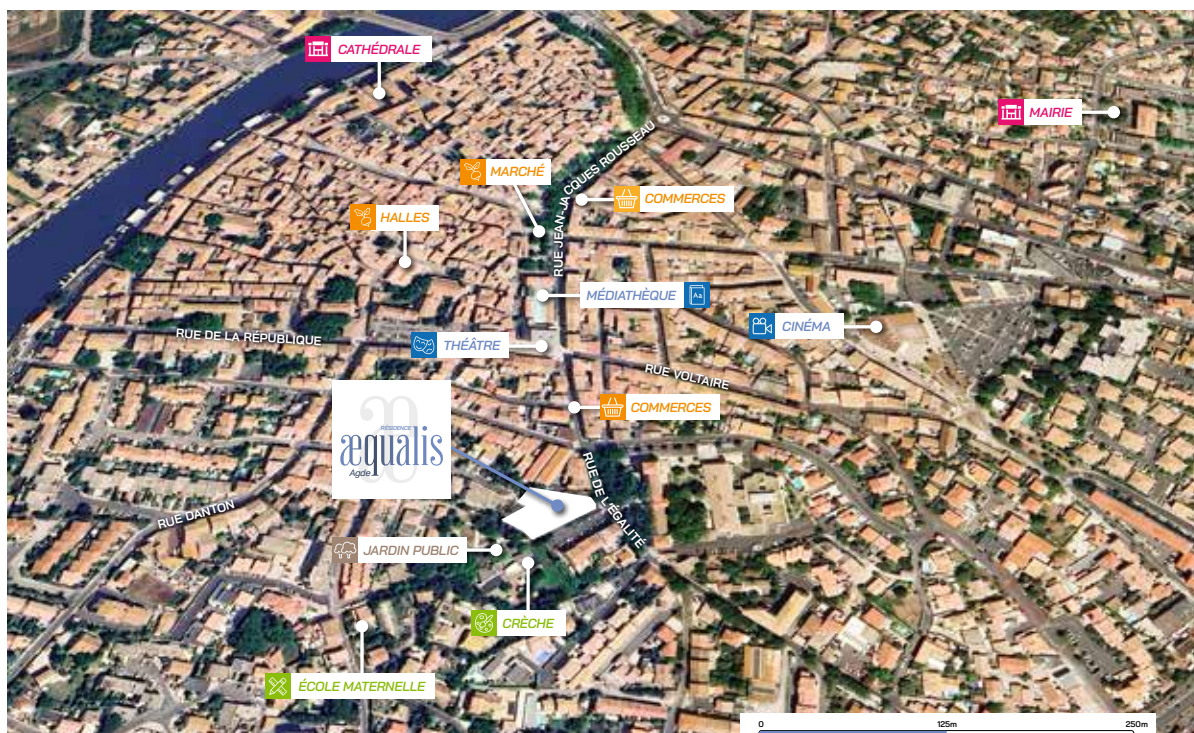 CATHÉDRALE
MAIRIE
MARCHÉ
COMMERCES
HALLES
RUE JEAN-JACQUES ROUSSEAU
MÉDIATHÈQUE
Aa
CINÉMA
RUE DE LA RÉPUBLIQUE
THÉÂTRE
RUE VOLTAIRE
COMMERCES
RÉSIDENCE
æqualis
Agde
RUE DE L'ÉGALITÉ
RUE DANTON
JARDIN PUBLIC
CRÈCHE
ÉCOLE MATERNELLE
0 125m 250m